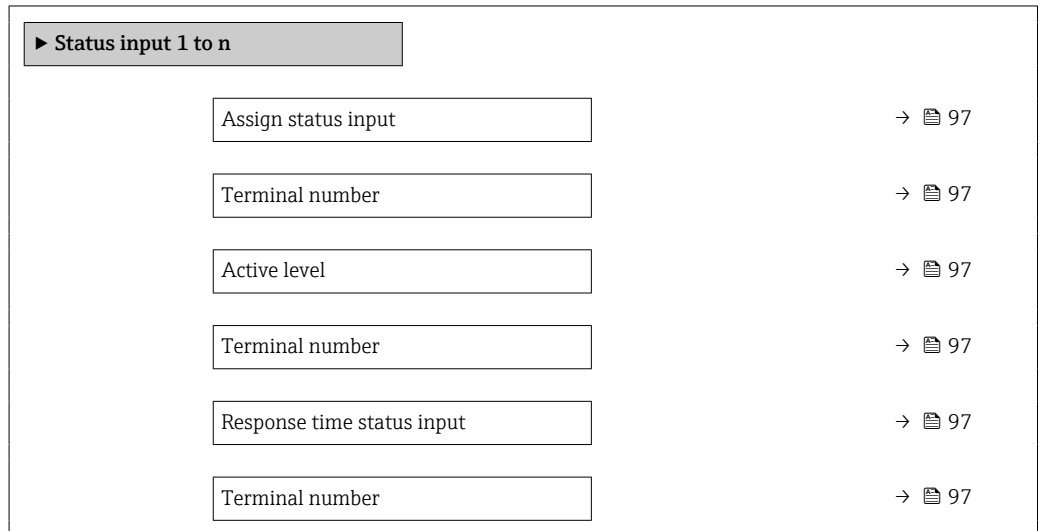 ► Status input 1 to n
Assign status input → 97
Terminal number → 97
Active level → 97
Terminal number → 97
Response time status input → 97
Terminal number → 97